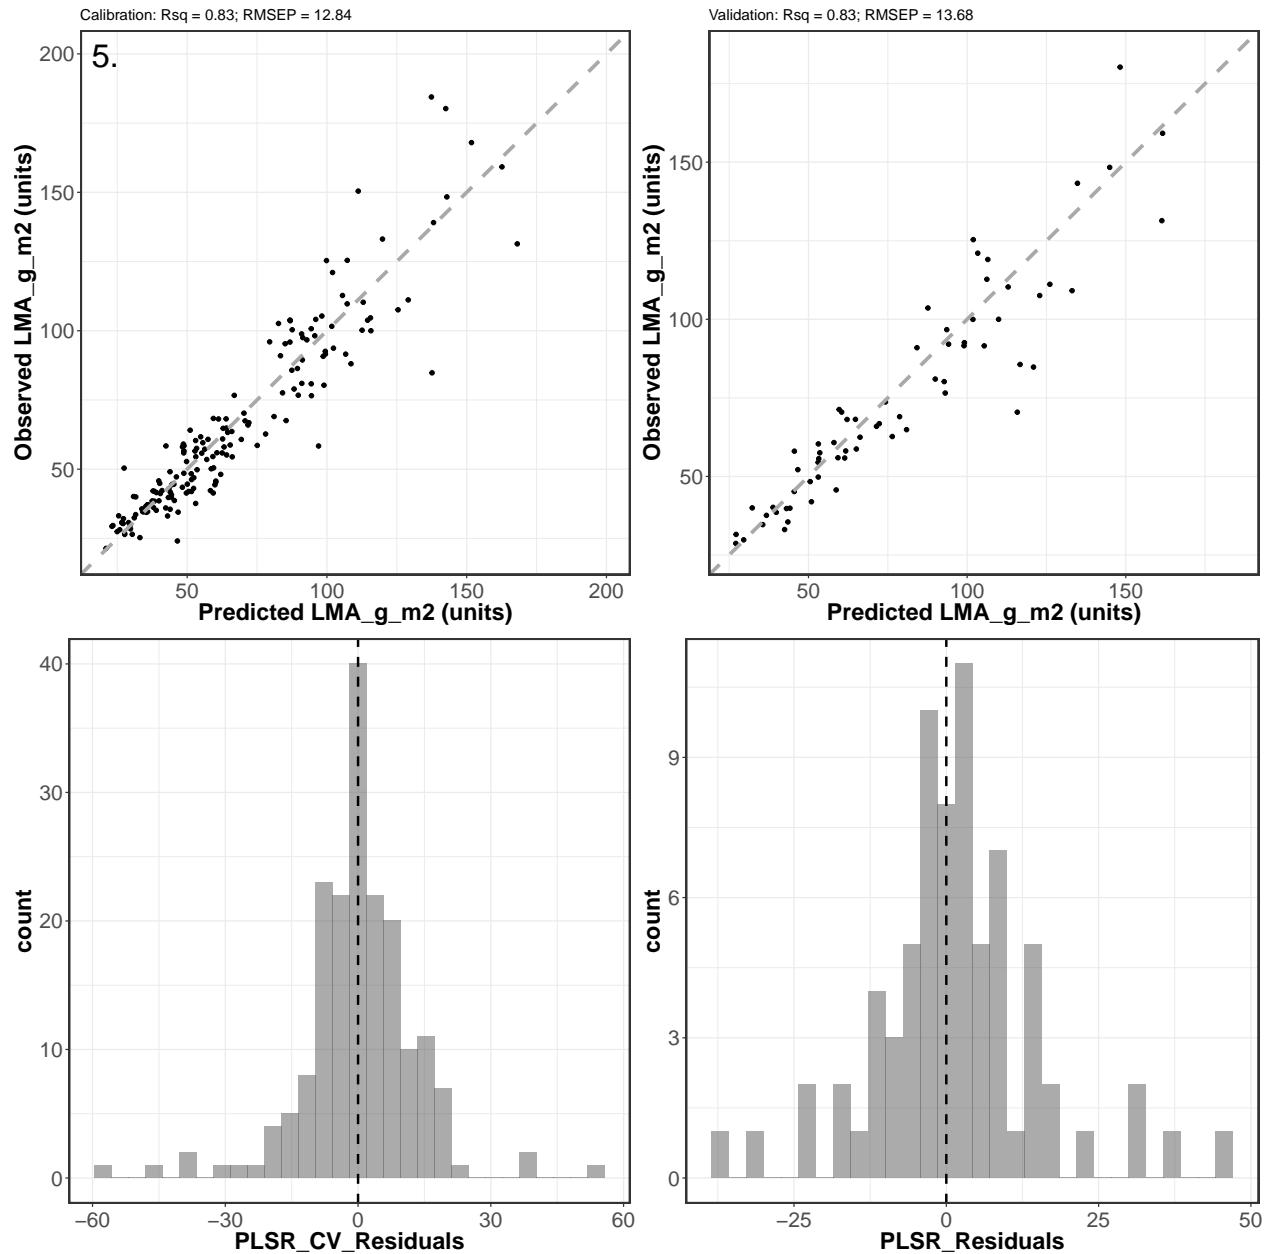 Calibration: Rsq = 0.83; RMSEP = 12.84
5.
200
150
100
50
Observed LMA_g_m2 (units)
50 100 150 200
Predicted LMA_g_m2 (units)
Validation: Rsq = 0.83; RMSEP = 13.68
150
100
50
Observed LMA_g_m2 (units)
50 100 150
Predicted LMA_g_m2 (units)
40
30
20
10
0
count
−60 −30 0 30 60
PLSR_CV_Residuals
9
6
3
0
count
−25 0 25 50
PLSR_Residuals